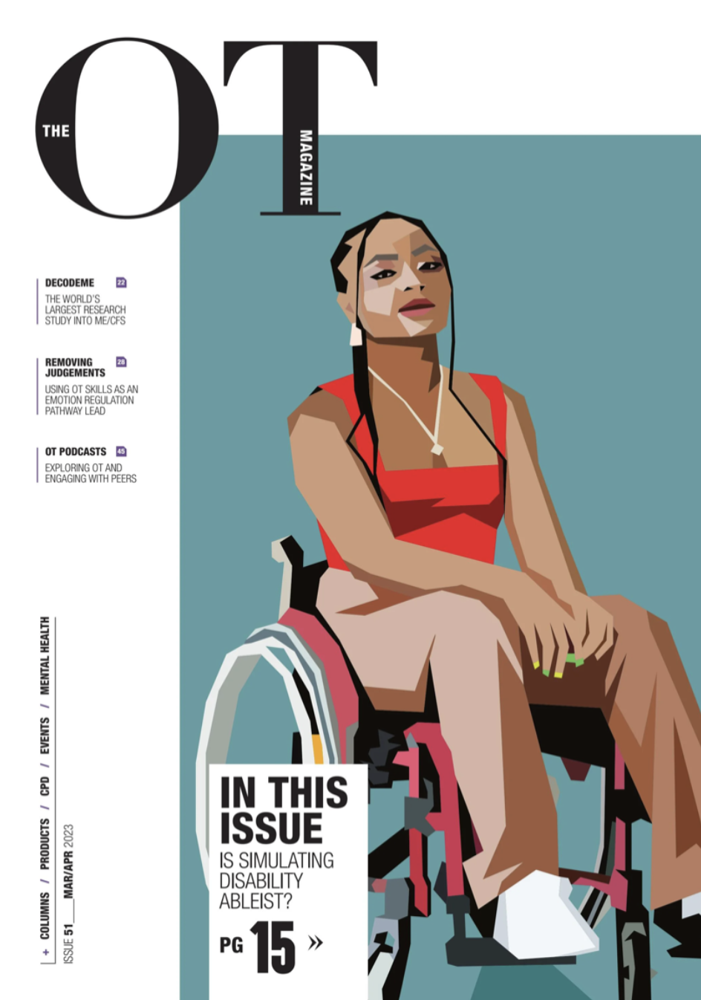 OT
THE
MAGAZINE
DECODEME 22
THE WORLD'S
LARGEST RESEARCH
STUDY INTO ME/CFS
REMOVING 28
JUDGEMENTS
USING OT SKILLS AS AN
EMOTION REGULATION
PATHWAY LEAD
OT PODCASTS 45
EXPLORING OT AND
ENGAGING WITH PEERS
+ COLUMNS / PRODUCTS / CPD / EVENTS / MENTAL HEALTH
ISSUE 51____MAR/APR 2023
IN THIS
ISSUE
IS SIMULATING
DISABILITY
ABLEIST?
PG 15 »